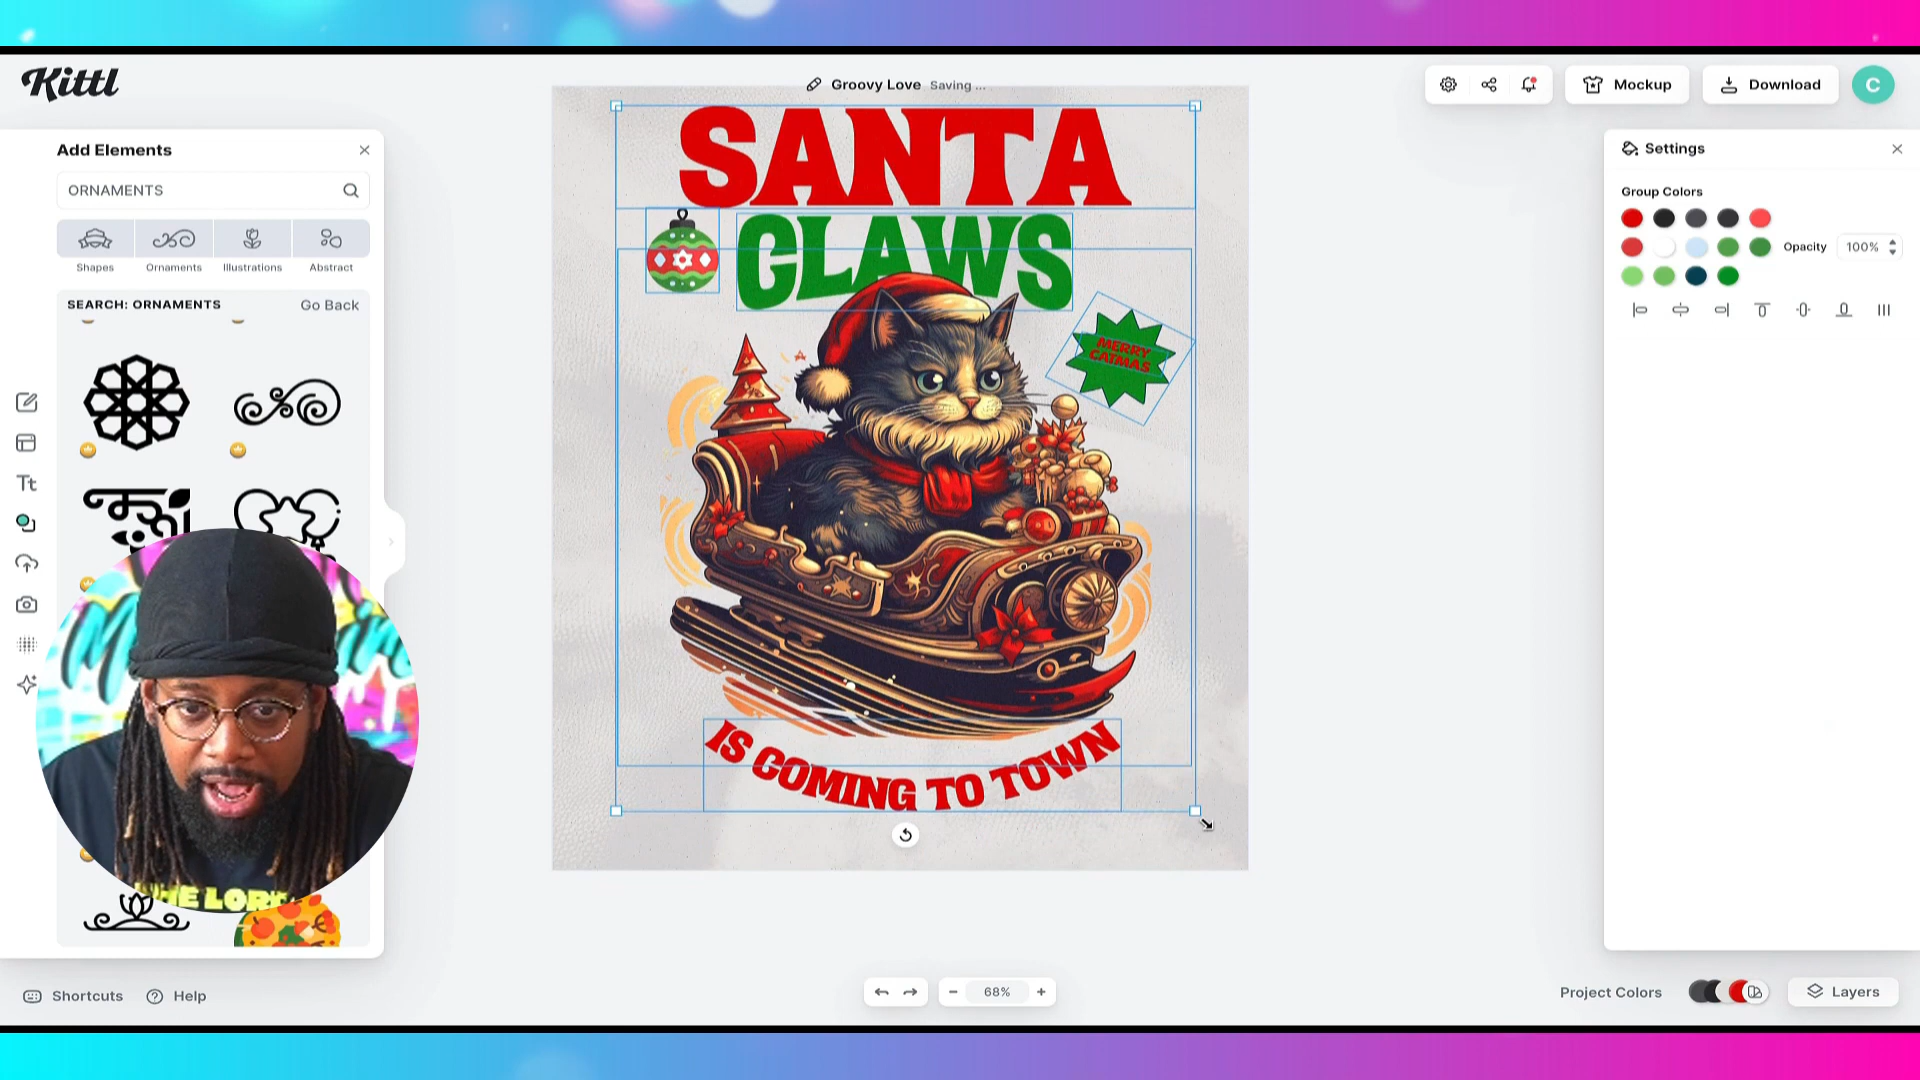 Kittl
Groovy Love Saving ...
Mockup
Download
C
Add Elements
ORNAMENTS
Shapes
Ornaments
Illustrations
Abstract
SEARCH: ORNAMENTS
Go Back
Tt
SANTA
CLAWS
MERRY
CATMAS
IS COMING TO TOWN
Settings
Group Colors
Opacity
100%
Shortcuts
Help
68%
Project Colors
Layers